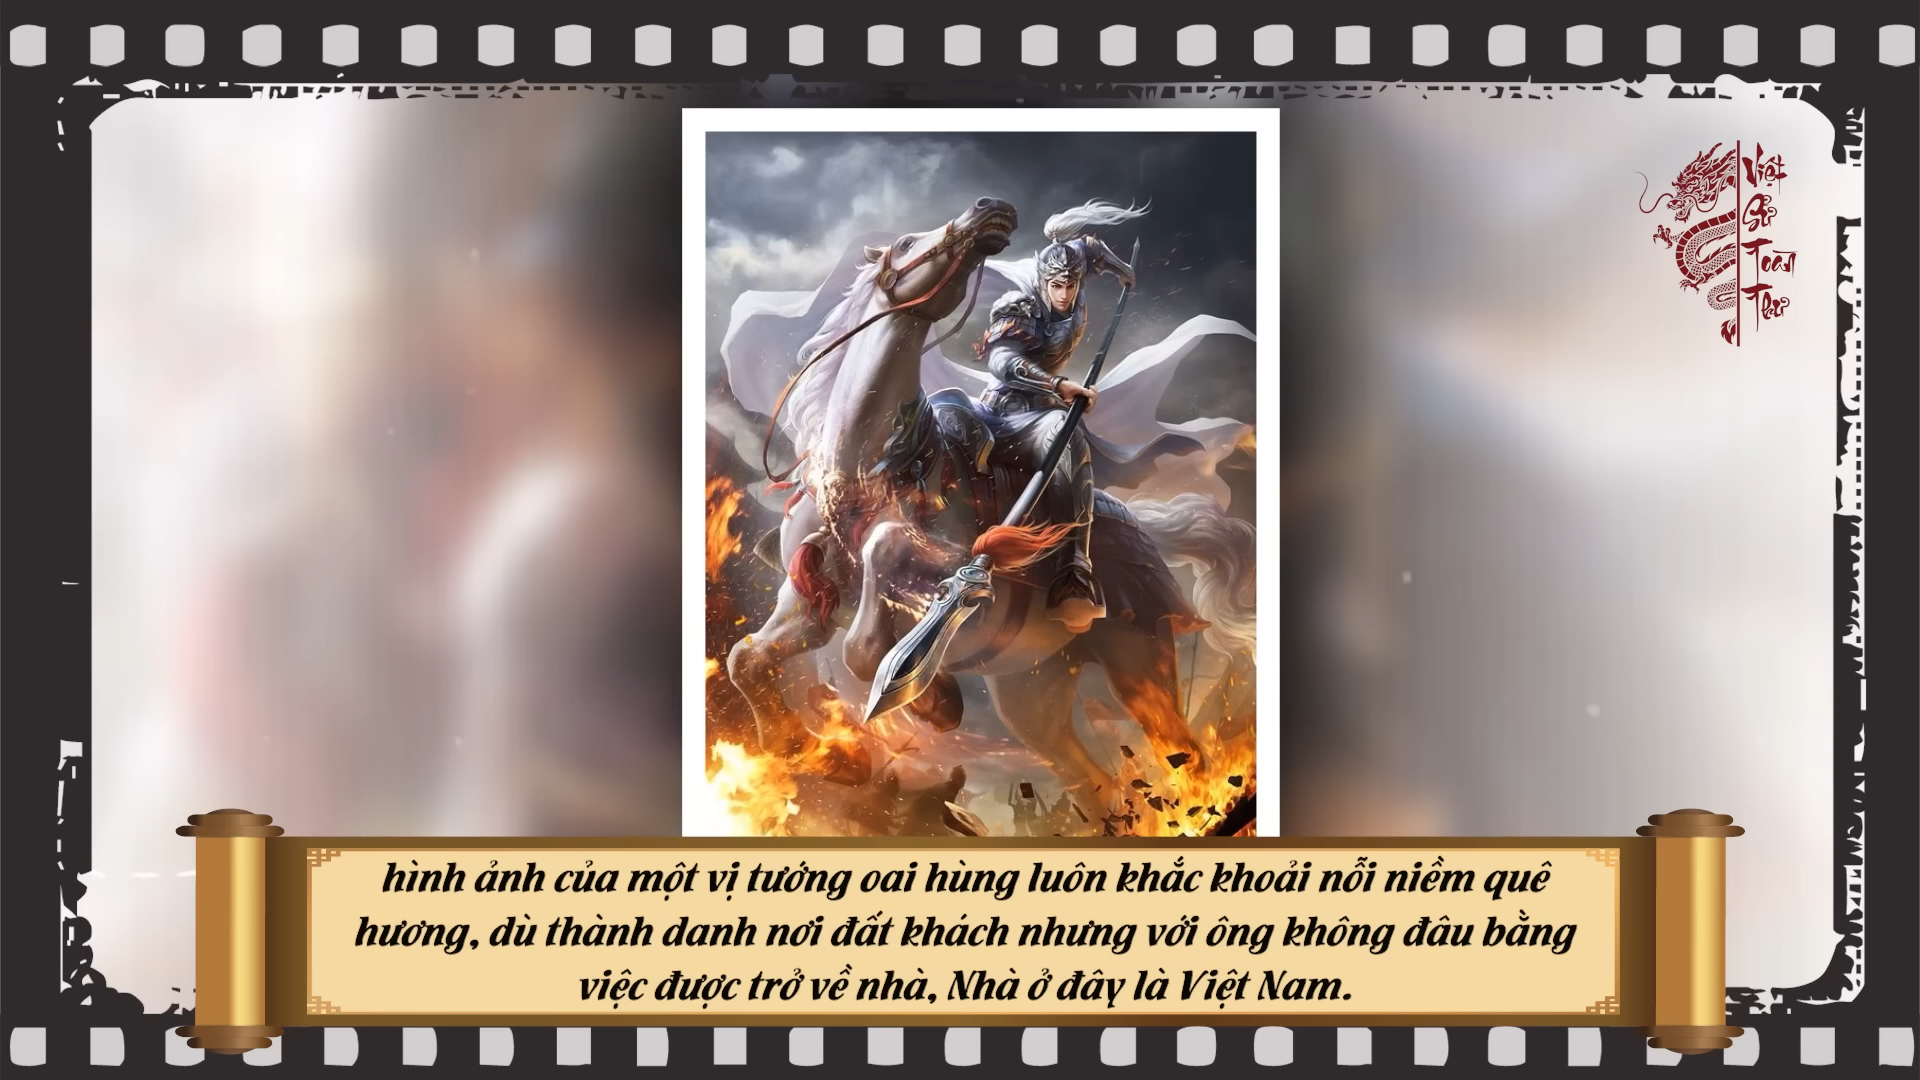 Việt
Sử
Toàn
Thư
hình ảnh của một vị tướng oai hùng luôn khắc khoải nỗi niềm quê
hương, dù thành danh nơi đất khách nhưng với ông không đâu bằng
việc được trở về nhà, Nhà ở đây là Việt Nam.